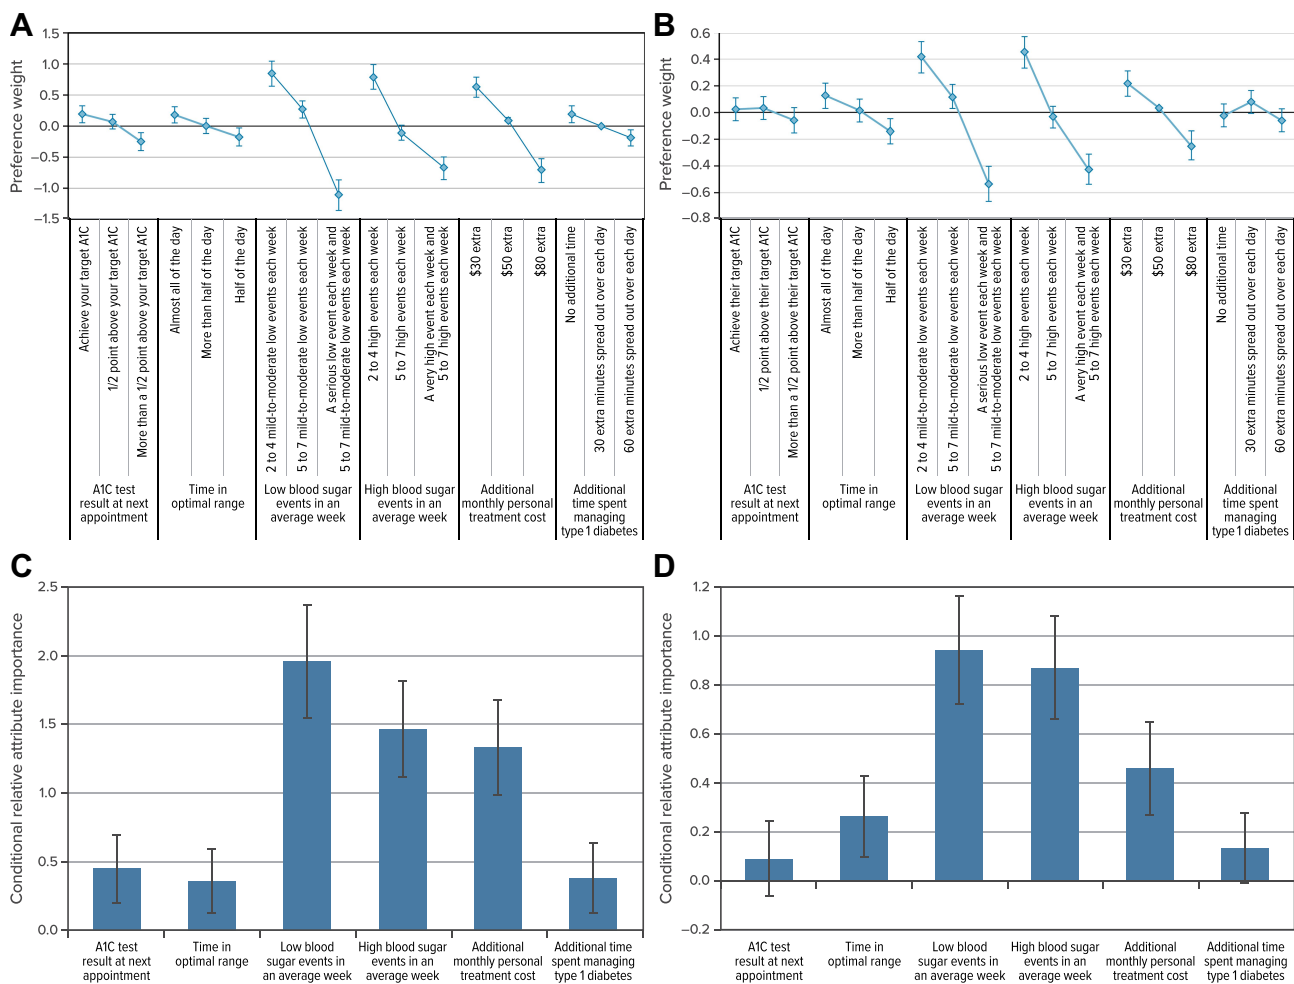 A
Preference weight
1.5
1.0
0.5
0.0
−0.5
−1.0
−1.5
Achieve your target A1C
1/2 point above your target A1C
More than a 1/2 point above your target A1C
Almost all of the day
More than half of the day
Half of the day
2 to 4 mild-to-moderate low events each week
5 to 7 mild-to-moderate low events each week
A serious low event each week and
5 to 7 mild-to-moderate low events each week
2 to 4 high events each week
5 to 7 high events each week
A very high event each week and
5 to 7 high events each week
$30 extra
$50 extra
$80 extra
No additional time
30 extra minutes spread out over each day
60 extra minutes spread out over each day
A1C test
result at next
appointment
Time in
optimal range
Low blood sugar
events in an
average week
High blood sugar
events in an
average week
Additional
monthly personal
treatment cost
Additional
time spent
managing
type 1 diabetes
B
Preference weight
0.6
0.4
0.2
0.0
−0.2
−0.4
−0.6
−0.8
Achieve their target A1C
1/2 point above their target A1C
More than a 1/2 point above their target A1C
Almost all of the day
More than half of the day
Half of the day
2 to 4 mild-to-moderate low events each week
5 to 7 mild-to-moderate low events each week
A serious low event each week and
5 to 7 mild-to-moderate low events each week
2 to 4 high events each week
5 to 7 high events each week
A very high event each week and
5 to 7 high events each week
$30 extra
$50 extra
$80 extra
No additional time
30 extra minutes spread out over each day
60 extra minutes spread out over each day
A1C test
result at next
appointment
Time in
optimal range
Low blood sugar
events in an
average week
High blood sugar
events in an
average week
Additional
monthly personal
treatment cost
Additional
time spent
managing
type 1 diabetes
C
Conditional relative attribute importance
2.5
2.0
1.5
1.0
0.5
0.0
A1C test
result at next
appointment
Time in
optimal range
Low blood
sugar events in
an average week
High blood sugar
events in an
average week
Additional
monthly personal
treatment cost
Additional time
spent managing
type 1 diabetes
D
Conditional relative attribute importance
1.2
1.0
0.8
0.6
0.4
0.2
0.0
−0.2
A1C test
result at next
appointment
Time in
optimal range
Low blood
sugar events in
an average week
High blood sugar
events in an
average week
Additional
monthly personal
treatment cost
Additional time
spent managing
type 1 diabetes